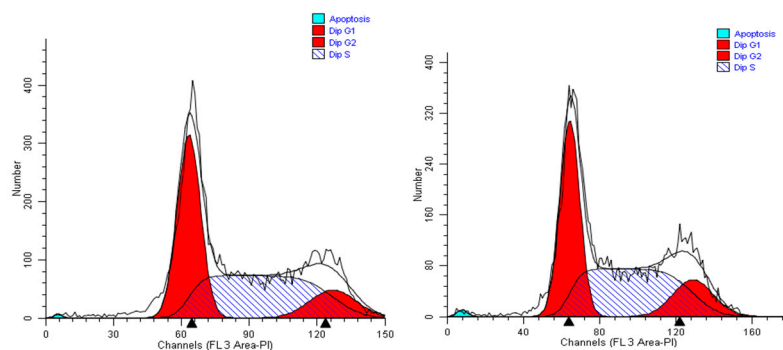 Apoptosis
Dip G1
Dip G2
Dip S
Number
400
300
200
100
0
0 30 60 90 120 150
Channels (FL3 Area-PI)
Apoptosis
Dip G1
Dip G2
Dip S
Number
400
320
240
160
80
0
0 40 80 120 160
Channels (FL3 Area-PI)